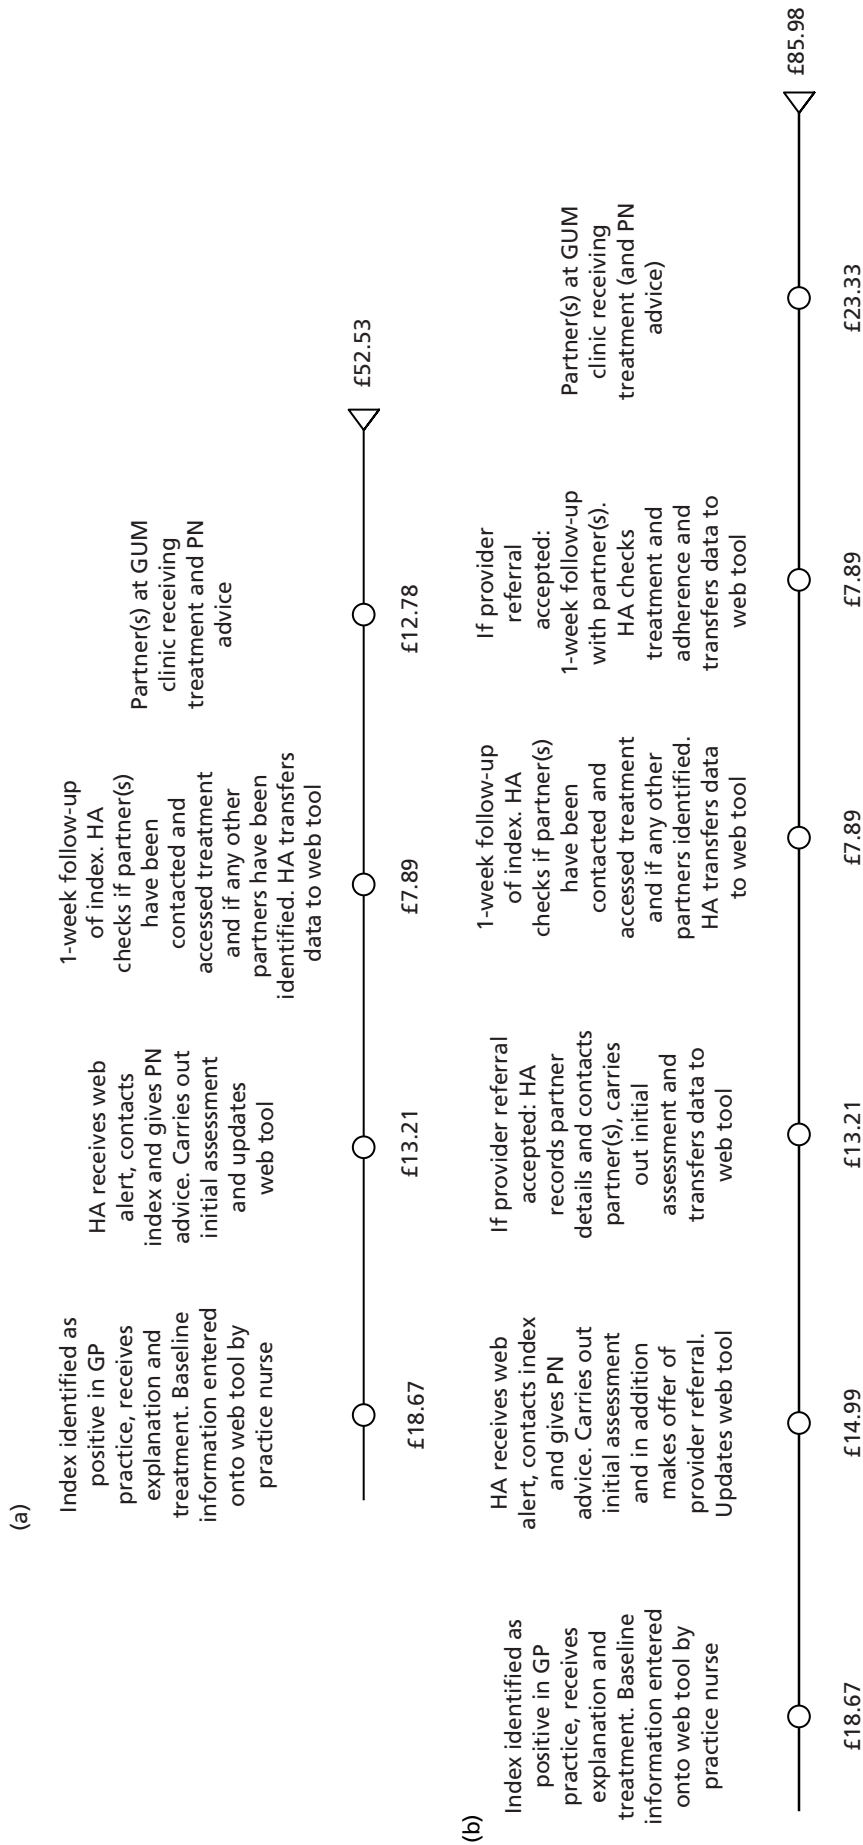 (a)
Index identified as
positive in GP
practice, receives
explanation and
treatment. Baseline
information entered
onto web tool by
practice nurse
£18.67
HA receives web
alert, contacts
index and gives PN
advice. Carries out
initial assessment
and updates
web tool
£13.21
1-week follow-up
of index. HA
checks if partner(s)
have been
contacted and
accessed treatment
and if any other
partners have been
identified. HA transfers
data to web tool
£7.89
Partner(s) at GUM
clinic receiving
treatment and PN
advice
£12.78
£52.53
(b)
Index identified as
positive in GP
practice, receives
explanation and
treatment. Baseline
information entered
onto web tool by
practice nurse
£18.67
HA receives web
alert, contacts index
and gives PN
advice. Carries out
initial assessment
and in addition
makes offer of
provider referral.
Updates web tool
£14.99
If provider referral
accepted: HA
records partner
details and contacts
partner(s), carries
out initial
assessment and
transfers data to
web tool
£13.21
1-week follow-up
of index. HA
checks if partner(s)
have been
contacted and
accessed treatment
and if any other
partners identified.
HA transfers data
to web tool
£7.89
If provider
referral
accepted:
1-week follow-up
with partner(s).
HA checks
treatment and
adherence and
transfers data to
web tool
£7.89
Partner(s) at GUM
clinic receiving
treatment (and PN
advice)
£23.33
£85.98